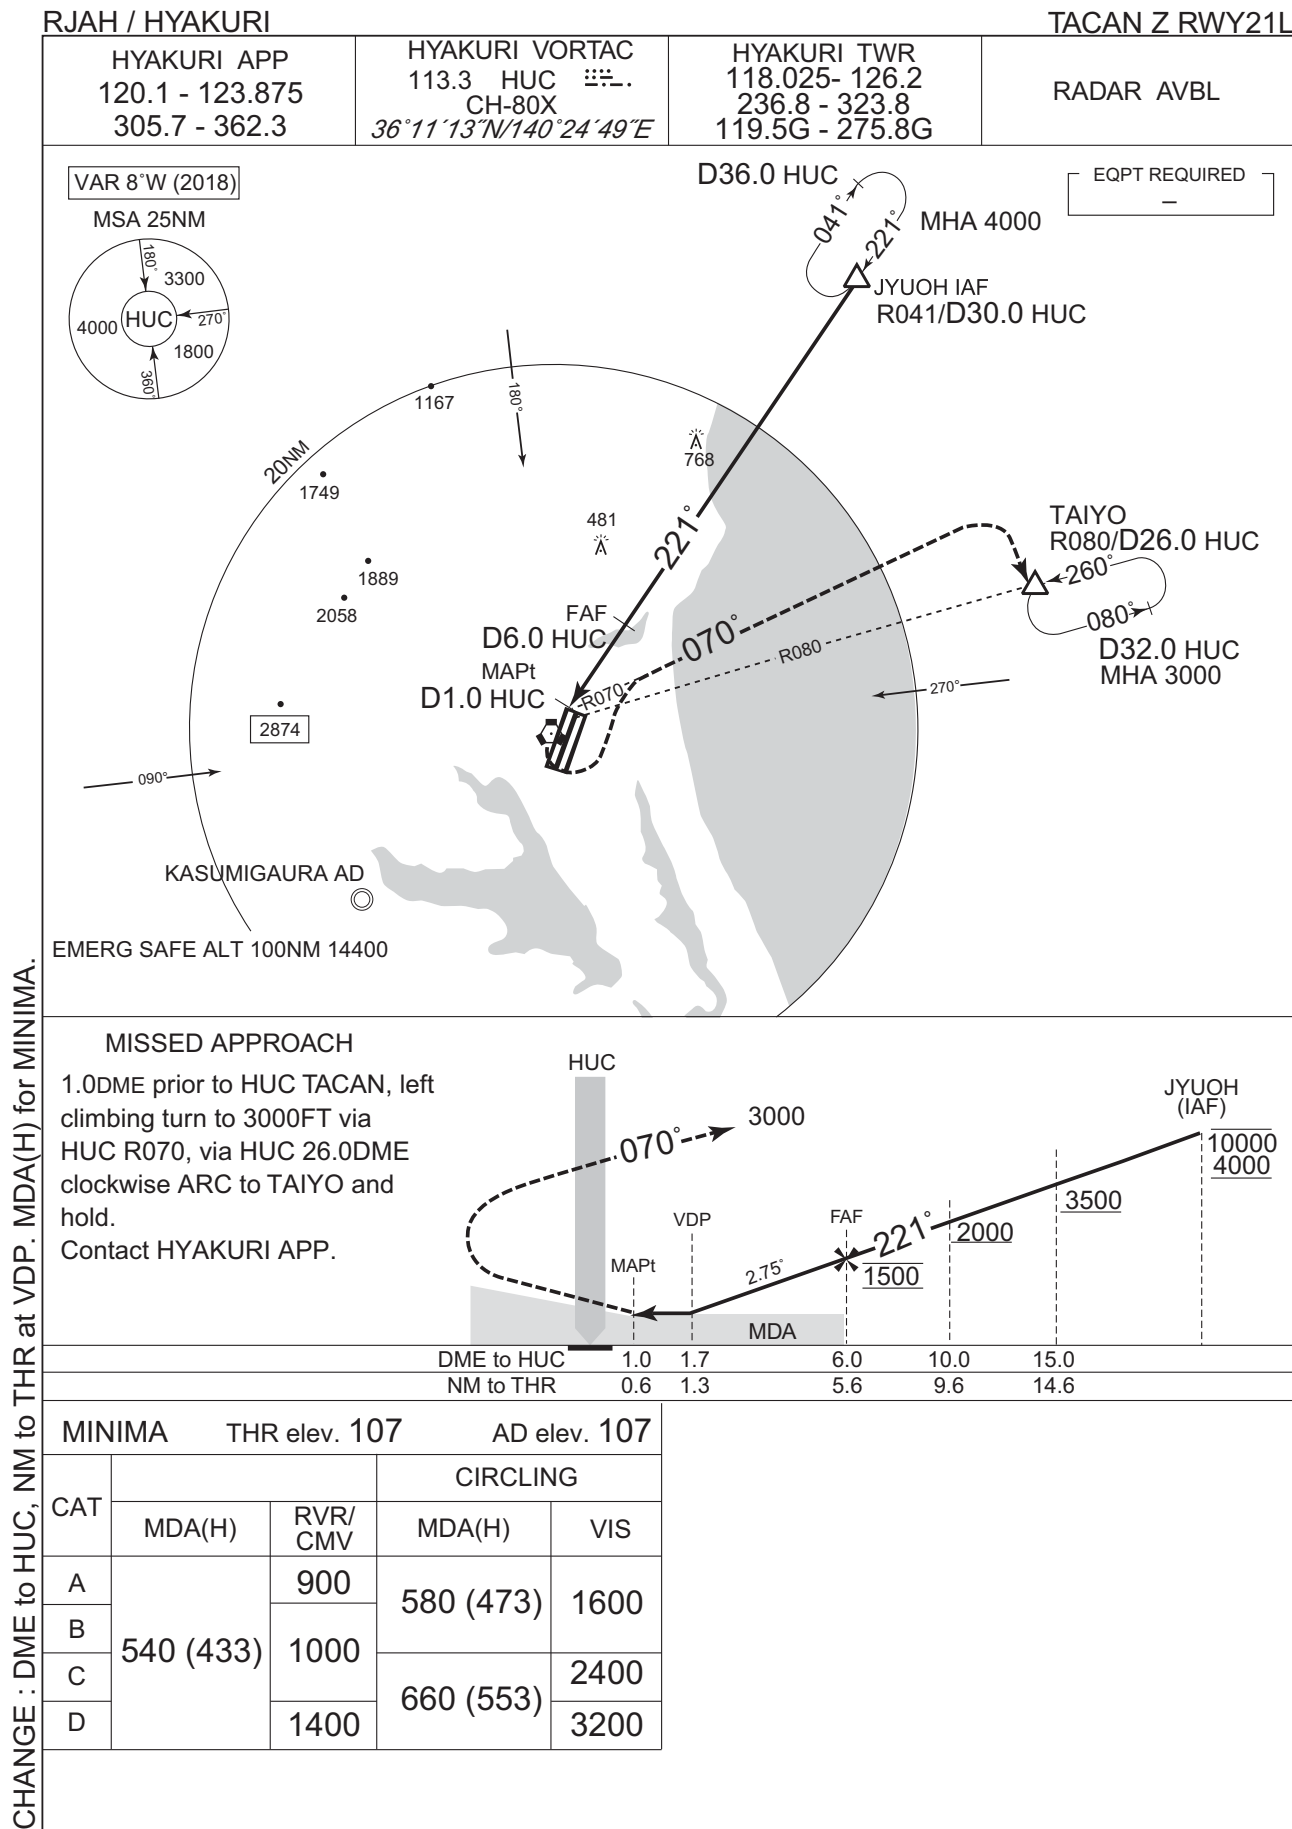 RJAH / HYAKURI
TACAN Z RWY21L
HYAKURI APP
120.1 - 123.875
305.7 - 362.3
HYAKURI VORTAC
113.3 HUC
CH-80X
36°11´13˝N/140°24´49˝E
HYAKURI TWR
118.025- 126.2
236.8 - 323.8
119.5G - 275.8G
RADAR AVBL
VAR 8°W (2018)
MSA 25NM
180°
3300
4000
HUC
270°
1800
360°
EQPT REQUIRED
–
D36.0 HUC
041°
221°
MHA 4000
JYUOH IAF
R041/D30.0 HUC
1167
180°
20NM
768
1749
481
221°
TAIYO
R080/D26.0 HUC
260°
1889
2058
FAF
D6.0 HUC
070°
080°
R080
D32.0 HUC
MHA 3000
MAPt
D1.0 HUC
R070
270°
2874
090°
KASUMIGAURA AD
EMERG SAFE ALT 100NM 14400
MISSED APPROACH
1.0DME prior to HUC TACAN, left
climbing turn to 3000FT via
HUC R070, via HUC 26.0DME
clockwise ARC to TAIYO and
hold.
Contact HYAKURI APP.
HUC
070°
3000
JYUOH
(IAF)
10000
4000
3500
VDP
FAF
221°
2000
MAPt
2.75°
1500
MDA
DME to HUC 1.0 1.7 6.0 10.0 15.0
NM to THR 0.6 1.3 5.6 9.6 14.6
MINIMA THR elev. 107 AD elev. 107
CAT
CIRCLING
MDA(H)
RVR/
CMV
MDA(H)
VIS
A
900
580 (473)
1600
B
540 (433)
1000
C
660 (553)
2400
D
1400
3200
CHANGE : DME to HUC, NM to THR at VDP. MDA(H) for MINIMA.